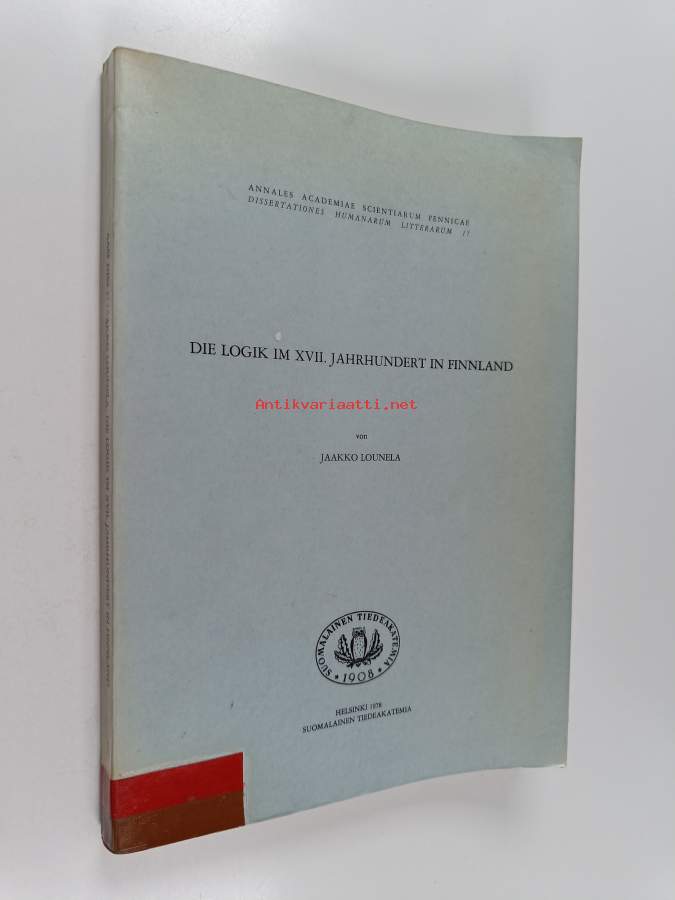 ANNALES ACADEMIAE SCIENTIARUM FENNICAE
DISSERTATIONES HUMANARUM LITTERARUM 17
DIE LOGIK IM XVII. JAHRHUNDERT IN FINNLAND
Antikvariaatti.net
von
JAAKKO LOUNELA
SUOMALAINEN TIEDEAKATEMIA
1908
HELSINKI 1978
SUOMALAINEN TIEDEAKATEMIA